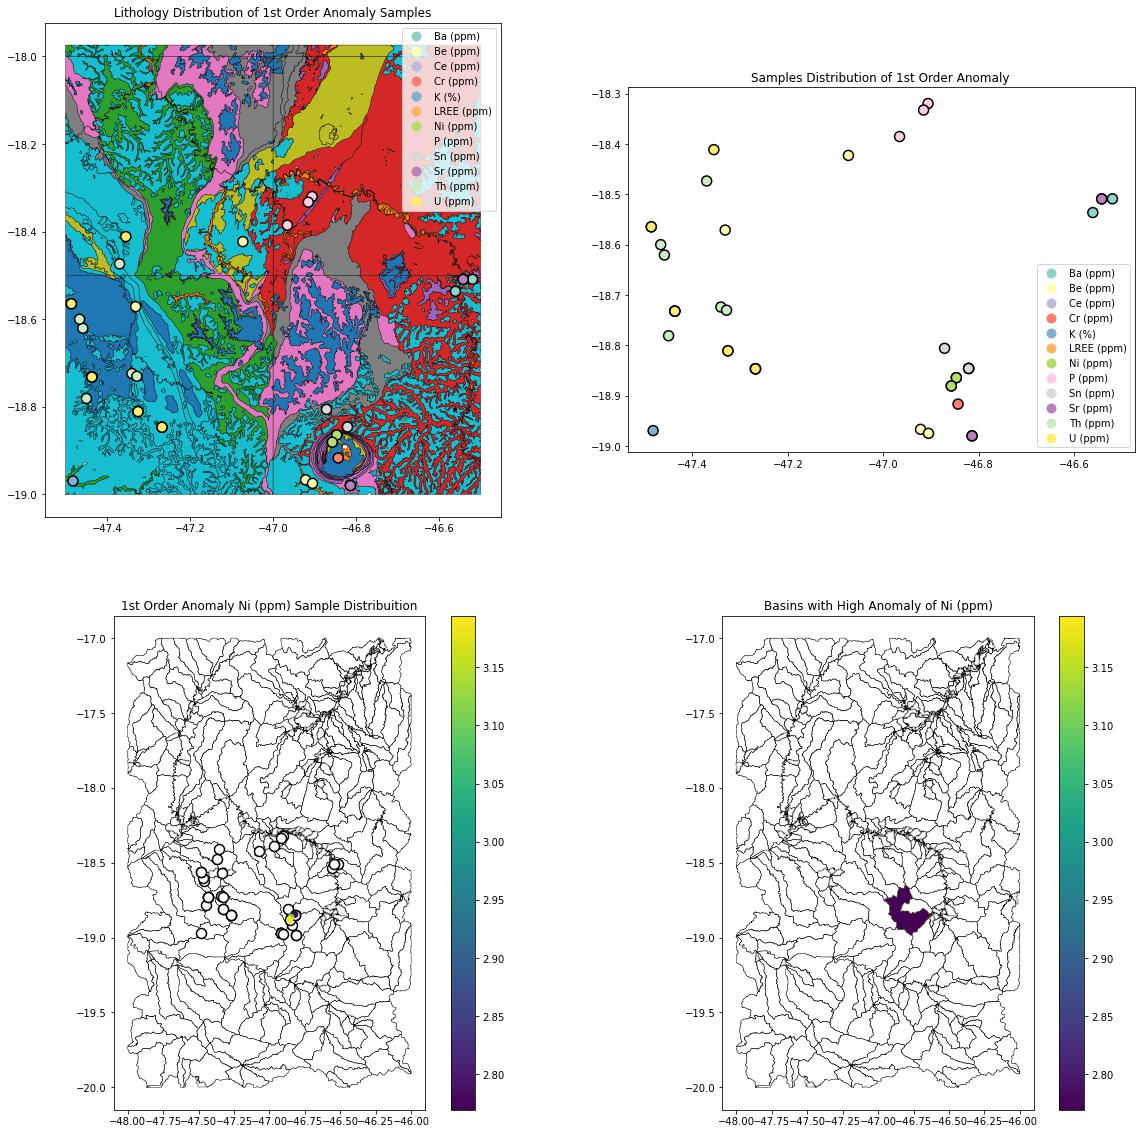 Lithology Distribution of 1st Order Anomaly Samples
−18.0
−18.2
−18.4
−18.6
−18.8
−19.0
−47.4
−47.2
−47.0
−46.8
−46.6
Ba (ppm)
Be (ppm)
Ce (ppm)
Cr (ppm)
K (%)
LREE (ppm)
Ni (ppm)
P (ppm)
Sn (ppm)
Sr (ppm)
Th (ppm)
U (ppm)
Samples Distribution of 1st Order Anomaly
−18.3
−18.4
−18.5
−18.6
−18.7
−18.8
−18.9
−19.0
−47.4
−47.2
−47.0
−46.8
−46.6
Ba (ppm)
Be (ppm)
Ce (ppm)
Cr (ppm)
K (%)
LREE (ppm)
Ni (ppm)
P (ppm)
Sn (ppm)
Sr (ppm)
Th (ppm)
U (ppm)
1st Order Anomaly Ni (ppm) Sample Distribuition
−17.0
−17.5
−18.0
−18.5
−19.0
−19.5
−20.0
−48.00−47.75−47.50−47.25−47.00−46.75−46.50−46.25−46.00
3.15
3.10
3.05
3.00
2.95
2.90
2.85
2.80
Basins with High Anomaly of Ni (ppm)
−17.0
−17.5
−18.0
−18.5
−19.0
−19.5
−20.0
−48.00−47.75−47.50−47.25−47.00−46.75−46.50−46.25−46.00
3.15
3.10
3.05
3.00
2.95
2.90
2.85
2.80